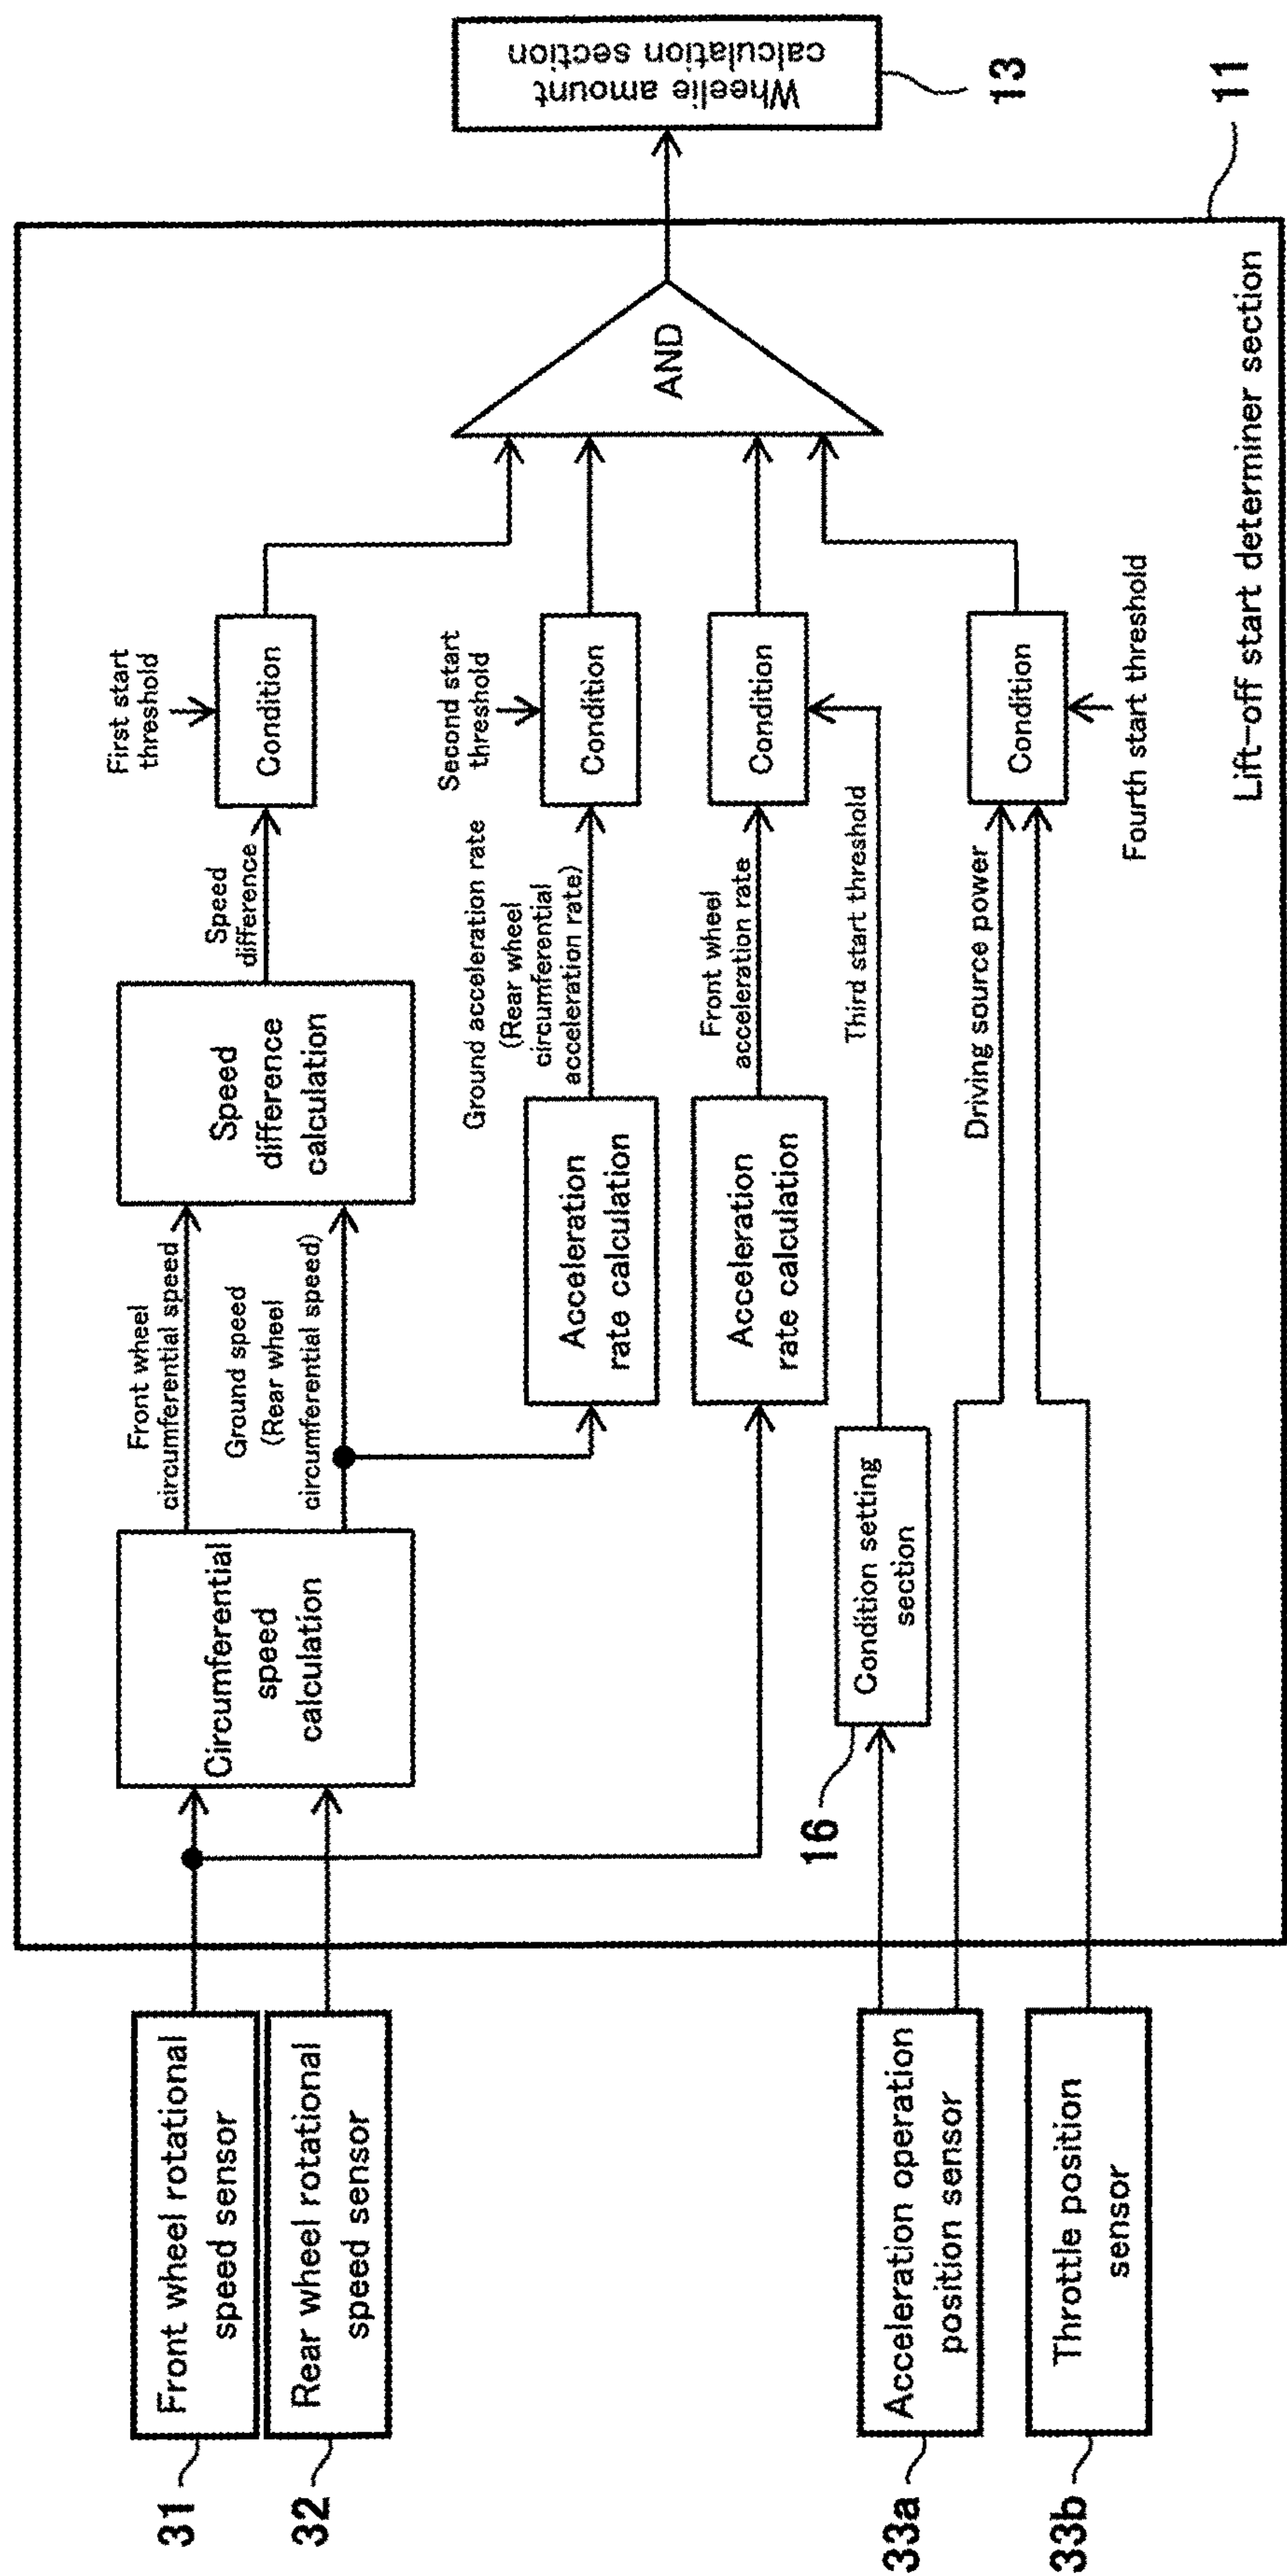 31
Front wheel rotational
speed sensor
32
Rear wheel rotational
speed sensor
33a
Acceleration operation
position sensor
33b
Throttle position
sensor
Circumferential
speed
calculation
Front wheel
circumferential speed
Ground speed
(Rear wheel
circumferential speed)
Speed
difference
calculation
Speed
difference
First start
threshold
Condition
Acceleration
rate calculation
Ground acceleration rate
(Rear wheel
circumferential
acceleration rate)
Second start
threshold
Condition
Acceleration
rate calculation
Front wheel
acceleration rate
Condition
16
Condition setting
section
Third start threshold
Driving source power
Condition
Fourth start threshold
AND
Lift-off start determiner section
11
Wheelie amount
calculation section
13